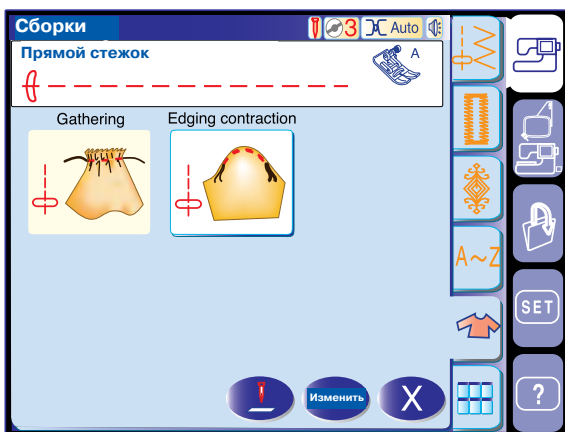 Сборки
3 Auto
Прямой стежок
A
Gathering Edging contraction
A~Z
SET
Изменить X
?